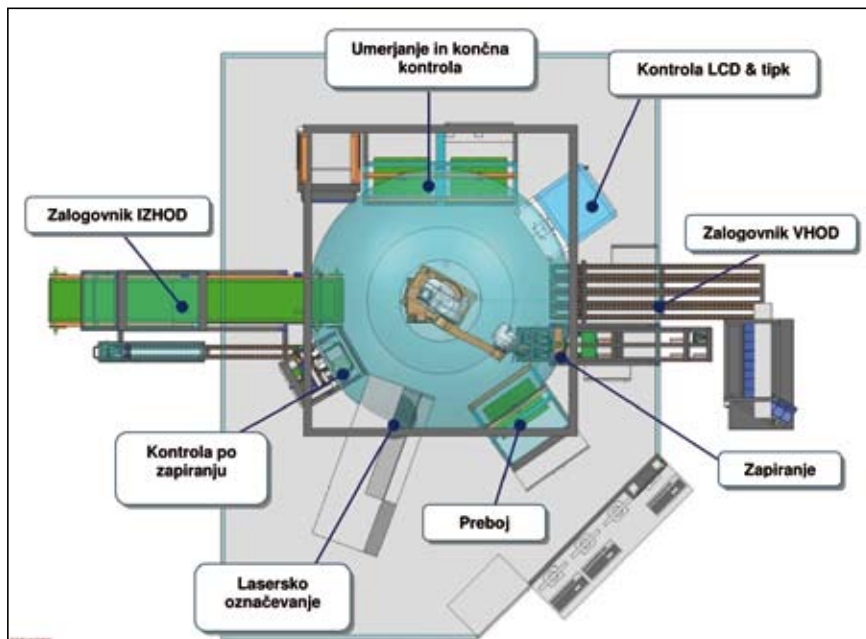 Umerjanje in končna
kontrola
Kontrola LCD & tipk
Zalogovnik IZHOD
Zalogovnik VHOD
Kontrola po
zapiranju
Zapiranje
Preboj
Lasersko
označevanje